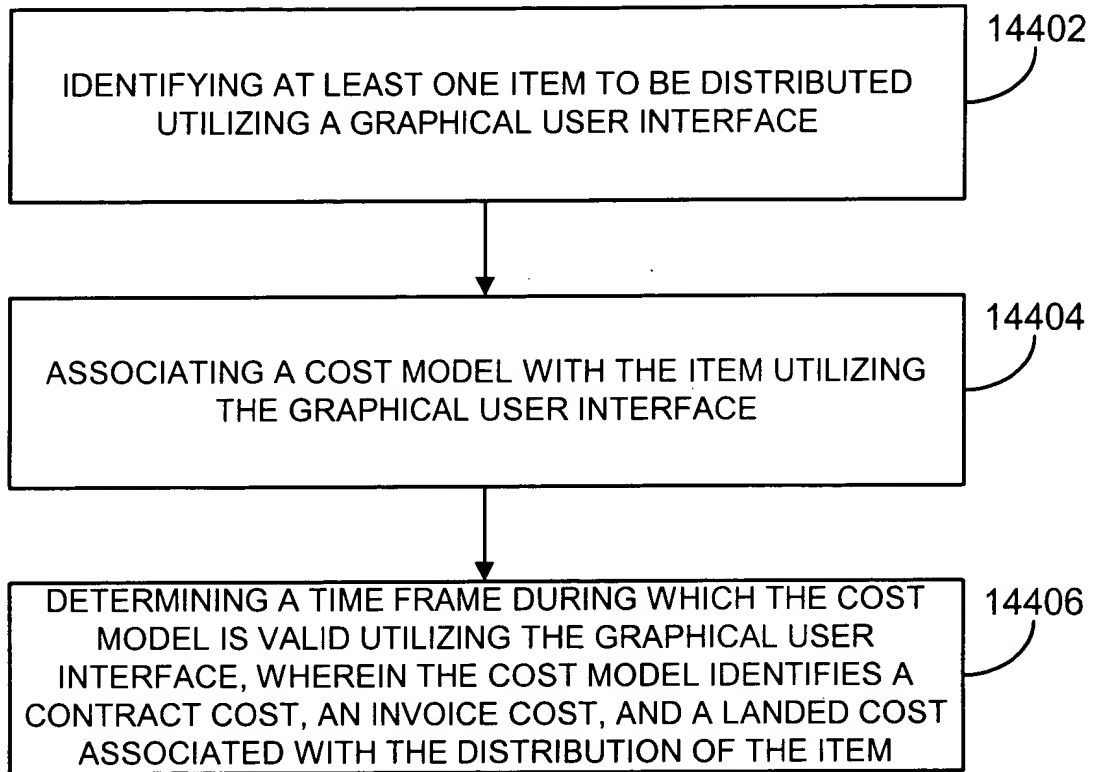 14402
IDENTIFYING AT LEAST ONE ITEM TO BE DISTRIBUTED
UTILIZING A GRAPHICAL USER INTERFACE
14404
ASSOCIATING A COST MODEL WITH THE ITEM UTILIZING
THE GRAPHICAL USER INTERFACE
14406
DETERMINING A TIME FRAME DURING WHICH THE COST
MODEL IS VALID UTILIZING THE GRAPHICAL USER
INTERFACE, WHEREIN THE COST MODEL IDENTIFIES A
CONTRACT COST, AN INVOICE COST, AND A LANDED COST
ASSOCIATED WITH THE DISTRIBUTION OF THE ITEM